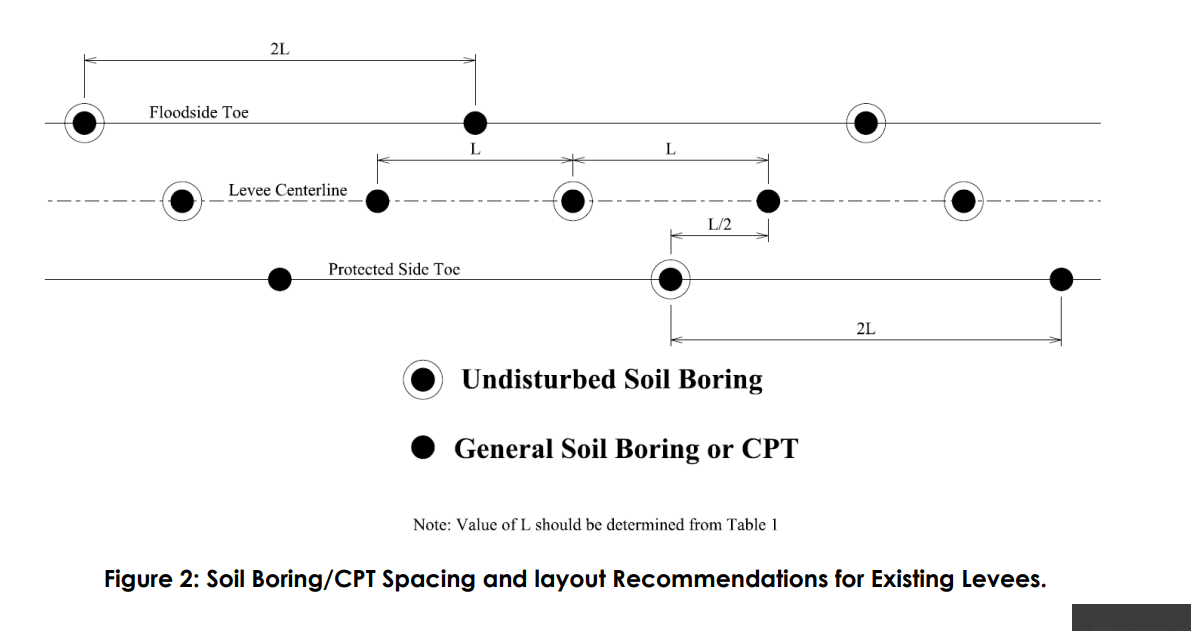 2L
Floodside Toe
L
L
Levee Centerline
L/2
Protected Side Toe
2L
Undisturbed Soil Boring
General Soil Boring or CPT
Note: Value of L should be determined from Table 1
Figure 2: Soil Boring/CPT Spacing and layout Recommendations for Existing Levees.